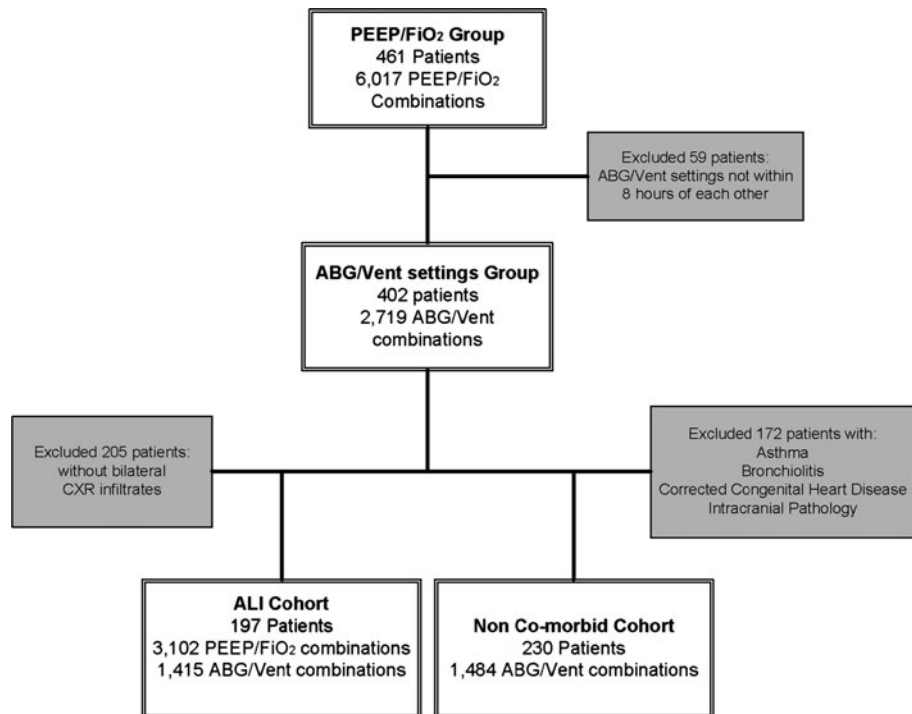 PEEP/FiO₂ Group
461 Patients
6,017 PEEP/FiO₂
Combinations
Excluded 59 patients:
ABG/Vent settings not within
8 hours of each other
ABG/Vent settings Group
402 patients
2,719 ABG/Vent
combinations
Excluded 205 patients:
without bilateral
CXR infiltrates
Excluded 172 patients with:
Asthma
Bronchiolitis
Corrected Congenital Heart Disease
Intracranial Pathology
ALI Cohort
197 Patients
3,102 PEEP/FiO₂ combinations
1,415 ABG/Vent combinations
Non Co-morbid Cohort
230 Patients
1,484 ABG/Vent combinations